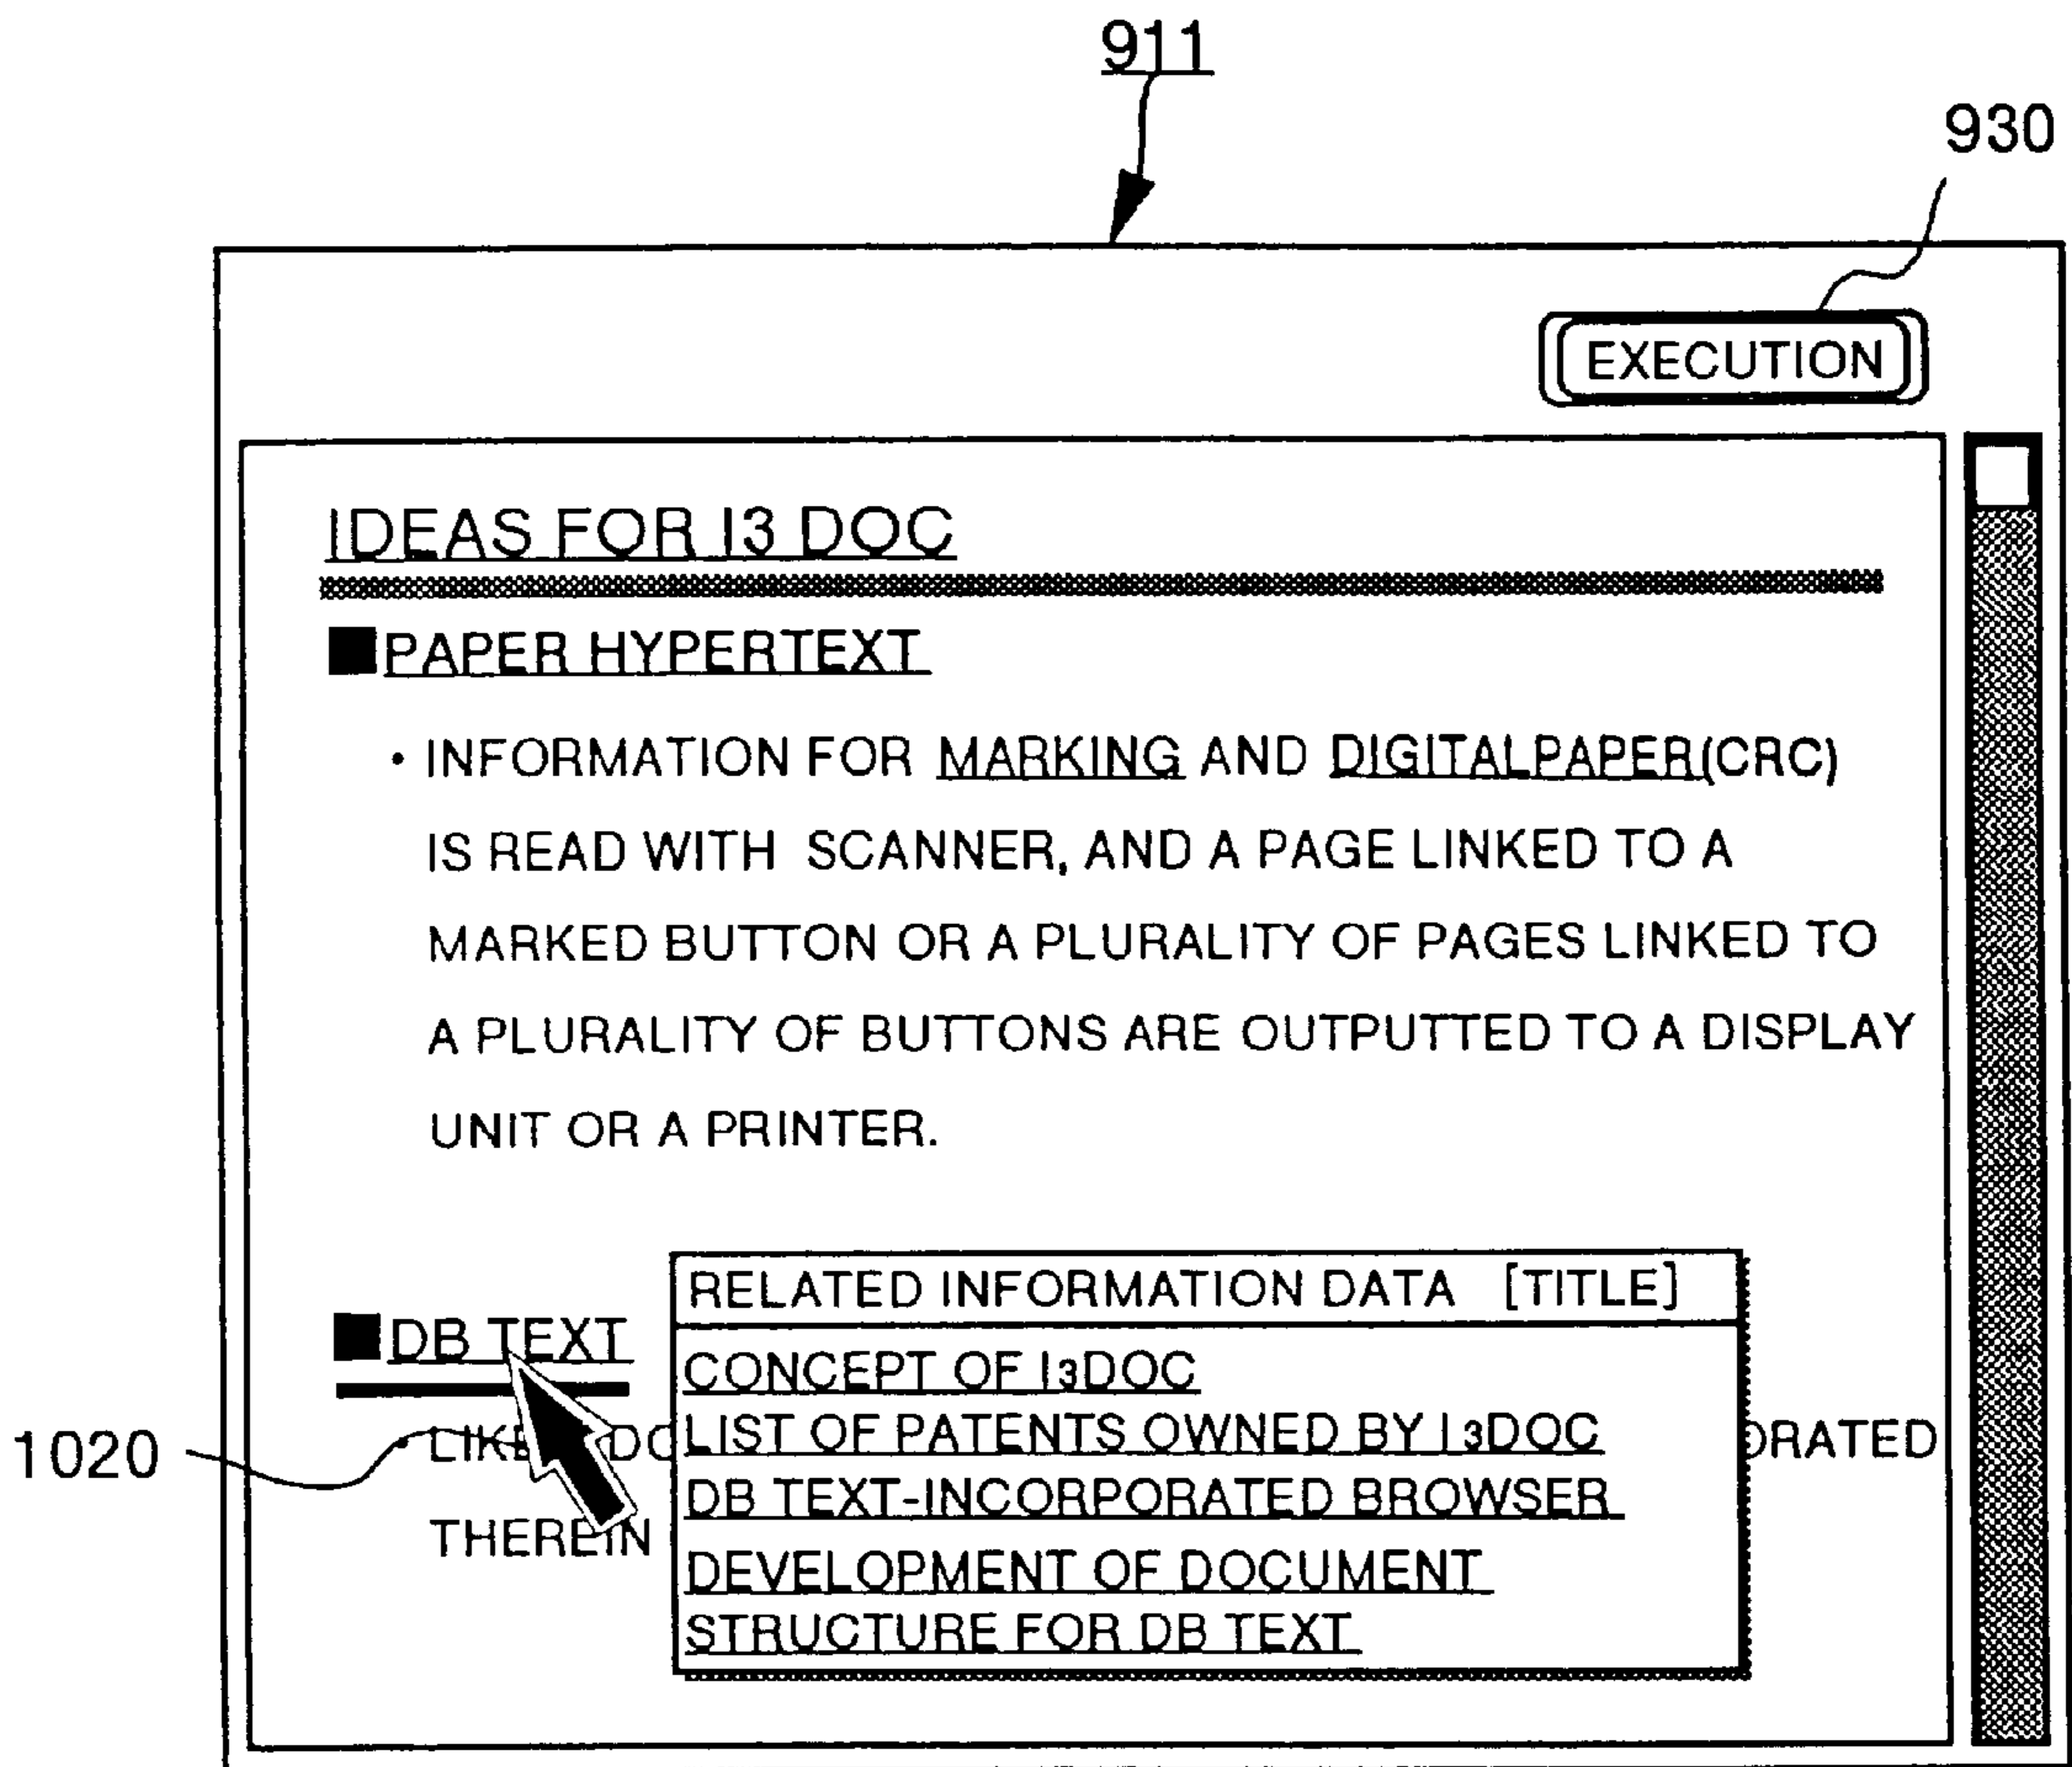 911
930
EXECUTION
IDEAS FOR I3 DOC
PAPER HYPERTEXT
• INFORMATION FOR MARKING AND DIGITALPAPER(CRC)
IS READ WITH SCANNER, AND A PAGE LINKED TO A
MARKED BUTTON OR A PLURALITY OF PAGES LINKED TO
A PLURALITY OF BUTTONS ARE OUTPUTTED TO A DISPLAY
UNIT OR A PRINTER.
DB TEXT
RELATED INFORMATION DATA [TITLE]
CONCEPT OF I3DOC
LIST OF PATENTS OWNED BY I3DOC
DB TEXT-INCORPORATED BROWSER
DEVELOPMENT OF DOCUMENT
STRUCTURE FOR DB TEXT
1020
ORATED
THEREIN